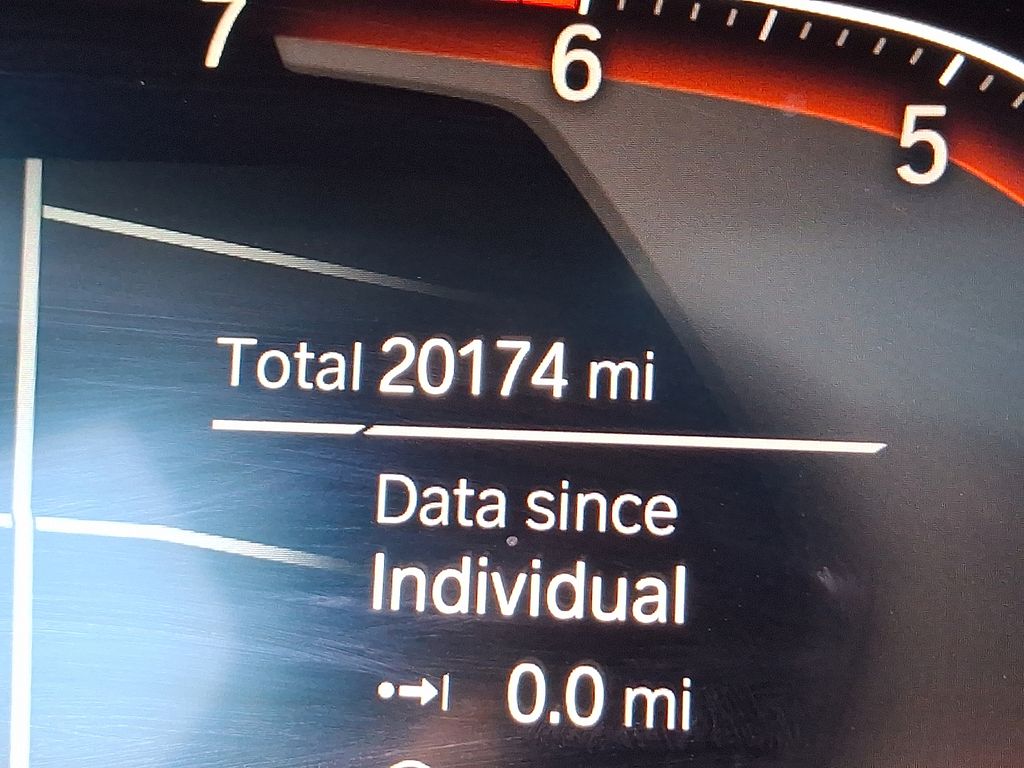 7
6
5
Total 20174 mi
Data since
Individual
0.0 mi